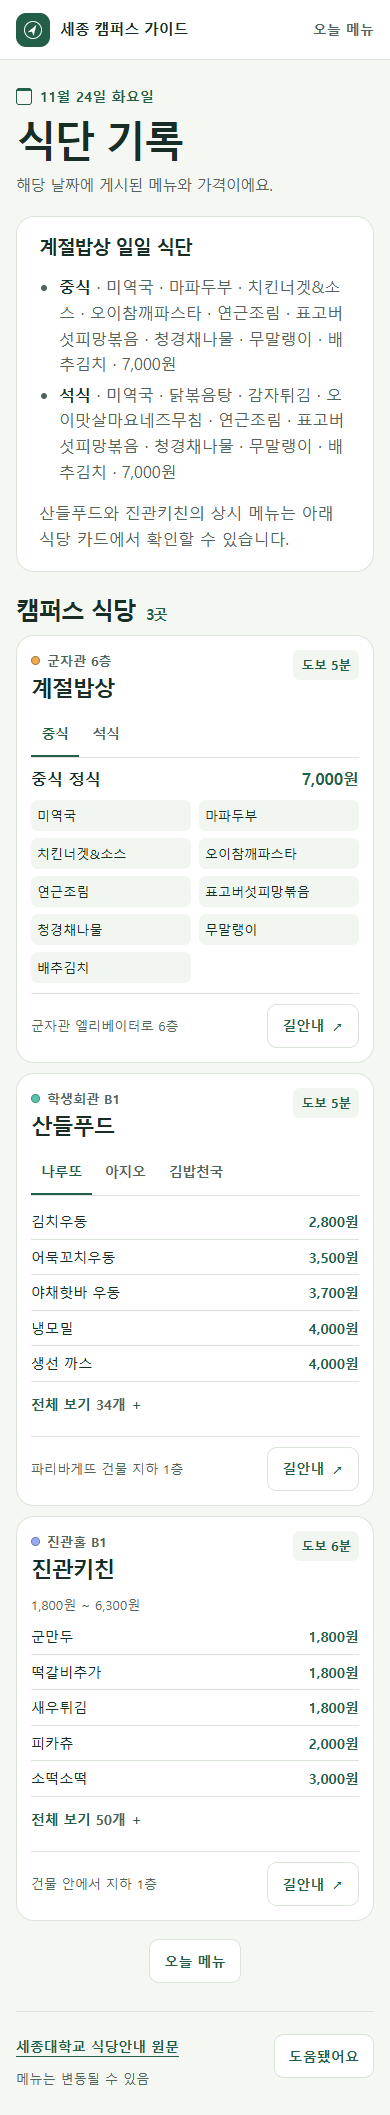 세종 캠퍼스 가이드
오늘 메뉴
11월 24일 화요일
식단 기록
해당 날짜에 게시된 메뉴와 가격이에요.
계절밥상 일일 식단
• 중식 · 미역국 · 마파두부 · 치킨너겟&소
스 · 오이참깨파스타 · 연근조림 · 표고버
섯피망볶음 · 청경채나물 · 무말랭이 · 배
추김치 · 7,000원
• 석식 · 미역국 · 닭볶음탕 · 감자튀김 · 오
이맛살마요네즈무침 · 연근조림 · 표고버
섯피망볶음 · 청경채나물 · 무말랭이 · 배
추김치 · 7,000원
산들푸드와 진관키친의 상시 메뉴는 아래
식당 카드에서 확인할 수 있습니다.
캠퍼스 식당 3곳
군자관 6층
도보 5분
계절밥상
중식 석식
중식 정식 7,000원
미역국 마파두부
치킨너겟&소스 오이참깨파스타
연근조림 표고버섯피망볶음
청경채나물 무말랭이
배추김치
군자관 엘리베이터로 6층
길안내 ↗
학생회관 B1
도보 5분
산들푸드
나루또 아지오 김밥천국
김치우동 2,800원
어묵꼬치우동 3,500원
야채핫바 우동 3,700원
냉모밀 4,000원
생선 까스 4,000원
전체 보기 34개 +
파리바게뜨 건물 지하 1층
길안내 ↗
진관홀 B1
도보 6분
진관키친
1,800원 ~ 6,300원
군만두 1,800원
떡갈비추가 1,800원
새우튀김 1,800원
피카츄 2,000원
소떡소떡 3,000원
전체 보기 50개 +
건물 안에서 지하 1층
길안내 ↗
오늘 메뉴
세종대학교 식당안내 원문
도움됐어요
메뉴는 변동될 수 있음